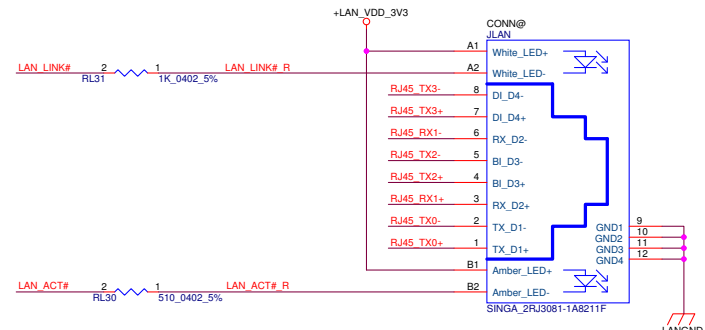 +LAN_VDD_3V3
CONN@
JLAN
A1 White_LED+
LAN_LINK# 2 1 LAN_LINK#_R A2 White_LED-
RL31 1K_0402_5%
RJ45_TX3- 8 DI_D4-
RJ45_TX3+ 7 DI_D4+
RJ45_RX1- 6 RX_D2-
RJ45_TX2- 5 BI_D3-
RJ45_TX2+ 4 BI_D3+
RJ45_RX1+ 3 RX_D2+
RJ45_TX0- 2 TX_D1- GND1 9
GND2 10
RJ45_TX0+ 1 TX_D1+ GND3 11
GND4 12
B1 Amber_LED+
LAN_ACT# 2 1 LAN_ACT#_R B2 Amber_LED-
RL30 510_0402_5%
SINGA_2RJ3081-1A8211F
LANGND